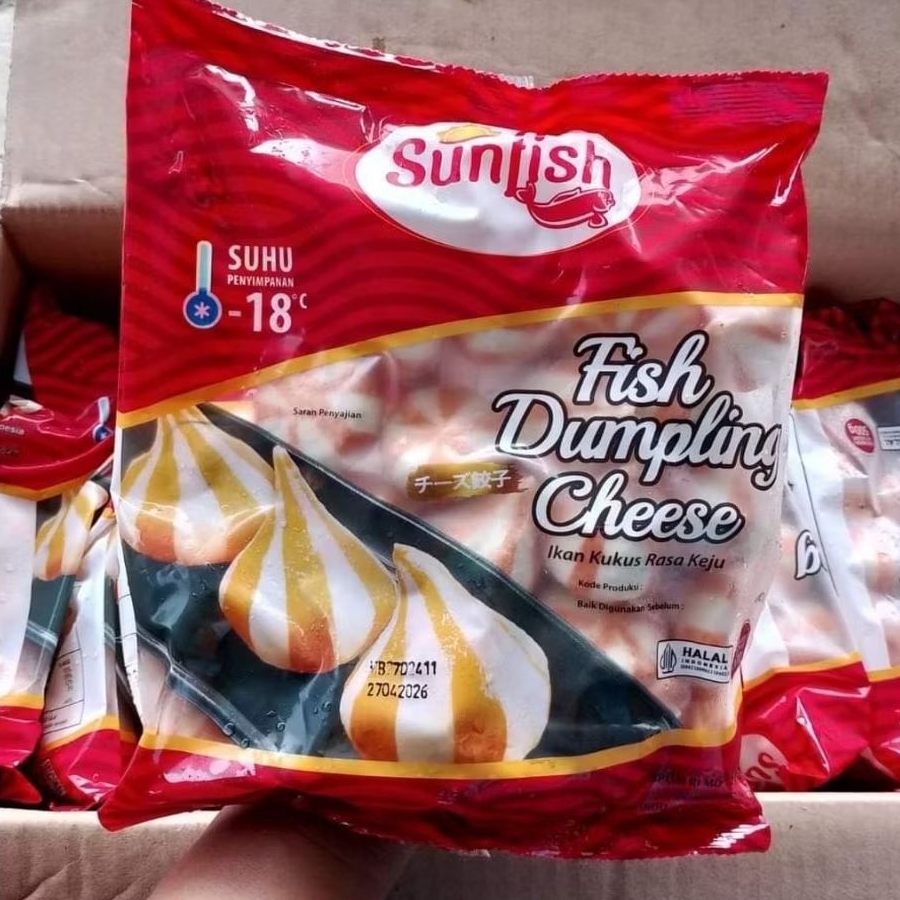 Sunfish
SUHU
PENYIMPANAN
-18°C
Fish
Dumpling
Cheese
Saran Penyajian
チーズ餃子
Ikan Kukus Rasa Keju
Kode Produksi :
Baik Digunakan Sebelum :
HALAL
INDONESIA
27042026